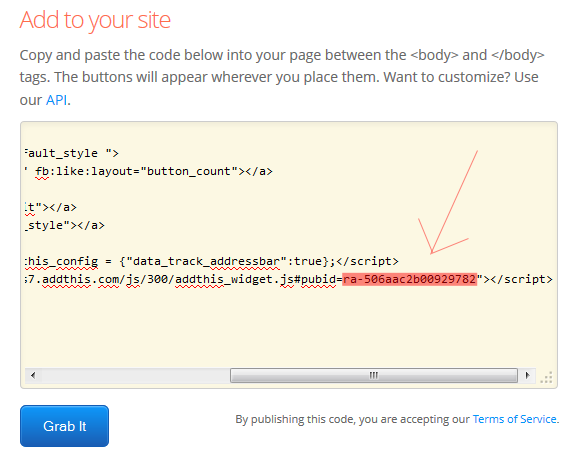 Add to your site
Copy and paste the code below into your page between the <body> and </body>
tags. The buttons will appear wherever you place them. Want to customize? Use
our API.
fault_style ">
' fb:like:layout="button_count"></a>
t"></a>
_style"></a>
this_config = {"data_track_addressbar":true};</script>
s7.addthis.com/js/300/addthis_widget.js#pubid=ra-506aac2b00929782"></script>
Grab It
By publishing this code, you are accepting our Terms of Service.